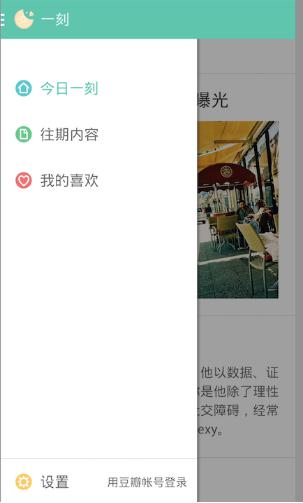 一刻
今日一刻
曝光
往期内容
我的喜欢
他以数据、证
是他除了理性
交障碍，经常
exy。
设置
用豆瓣帐号登录